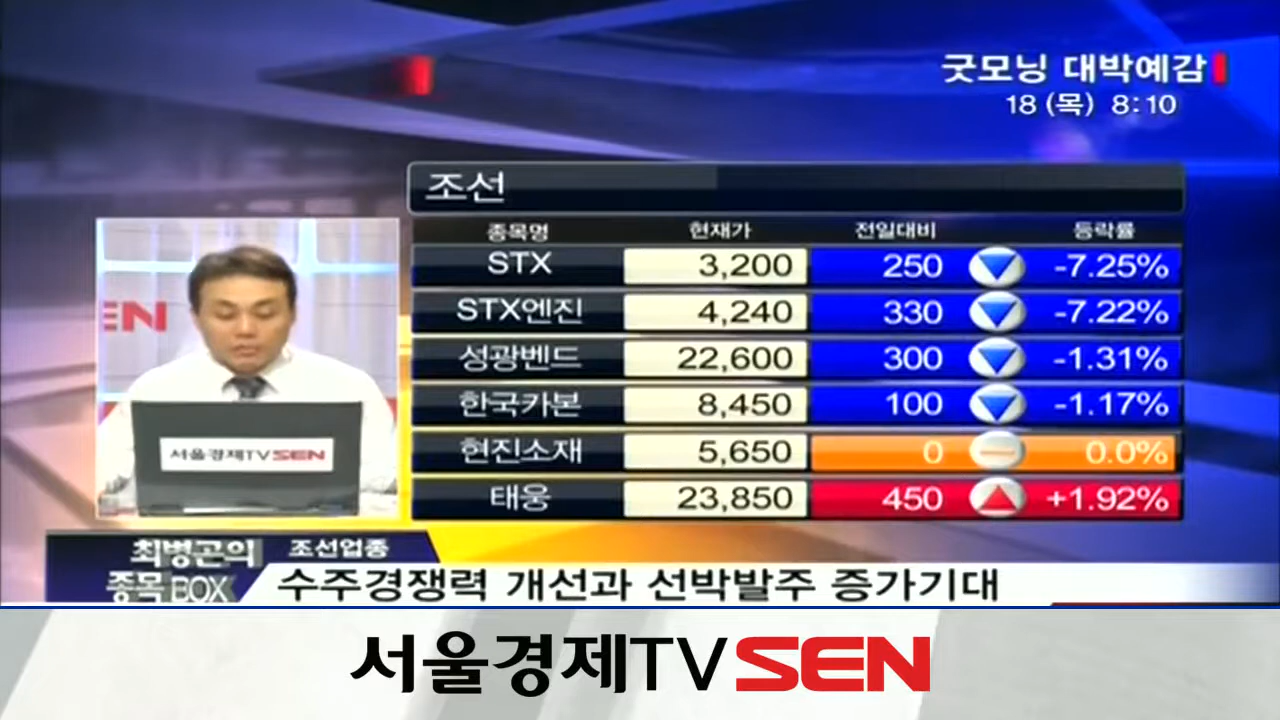 굿모닝 대박예감
18 (목) 8:10
조선
종목명 현재가 전일대비 등락률
STX 3,200 250 -7.25%
STX엔진 4,240 330 -7.22%
성광벤드 22,600 300 -1.31%
한국카본 8,450 100 -1.17%
현진소재 5,650 0 0.0%
태웅 23,850 450 +1.92%
EN
서울경제TV SEN
최병곤의 종목 BOX
조선업종
수주경쟁력 개선과 선박발주 증가기대
서울경제TV SEN